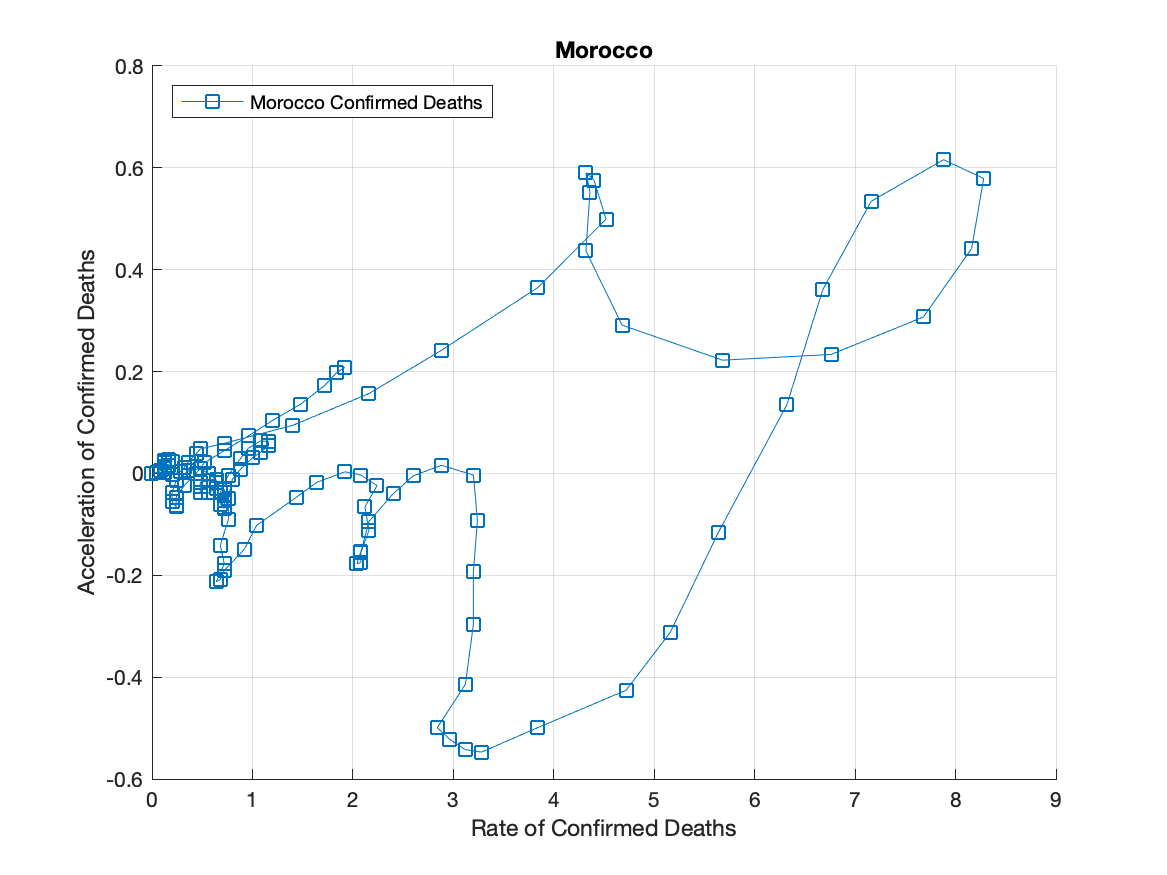 Morocco
0.8
Morocco Confirmed Deaths
0.6
0.4
0.2
0
-0.2
-0.4
-0.6
Acceleration of Confirmed Deaths
0 1 2 3 4 5 6 7 8 9
Rate of Confirmed Deaths